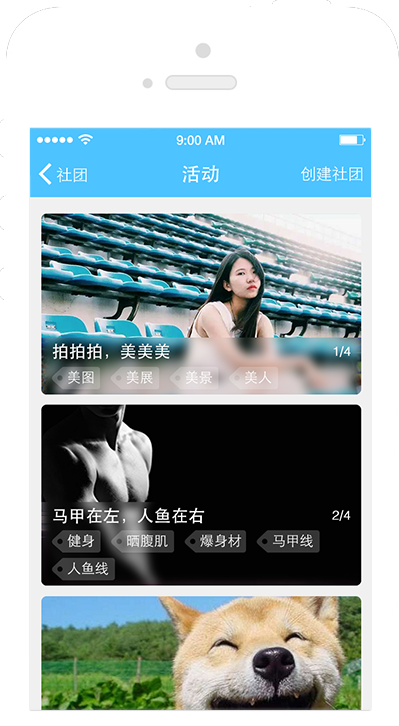 9:00 AM
社团 活动 创建社团
拍拍拍，美美美 1/4
美图 美展 美景 美人
马甲在左，人鱼在右 2/4
健身 晒腹肌 爆身材 马甲线
人鱼线